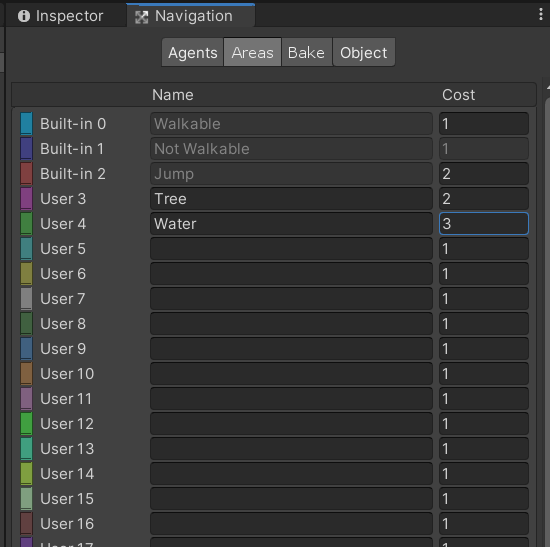 Inspector Navigation
Agents Areas Bake Object
Name Cost
Built-in 0 Walkable 1
Built-in 1 Not Walkable 1
Built-in 2 Jump 2
User 3 Tree 2
User 4 Water 3
User 5 1
User 6 1
User 7 1
User 8 1
User 9 1
User 10 1
User 11 1
User 12 1
User 13 1
User 14 1
User 15 1
User 16 1
User 17 1